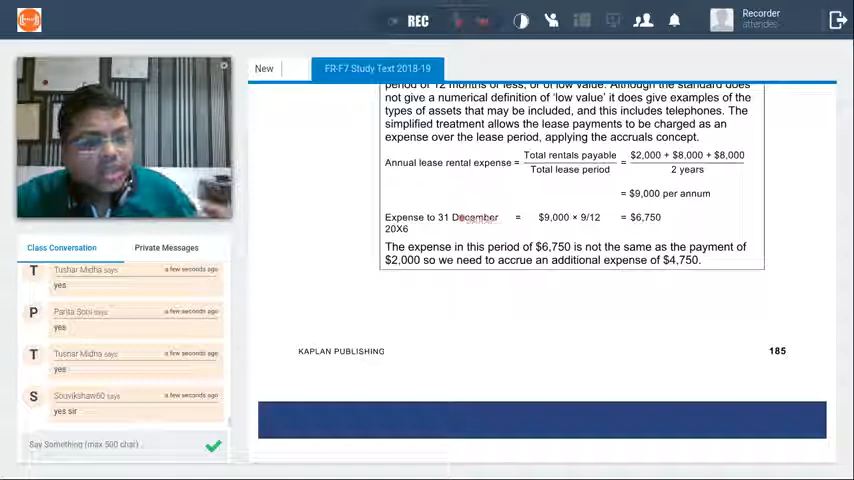 REC
Recorder
attendee
New
FR-F7 Study Text 2018-19
period of 12 months or less, or of low value. Although the standard does
not give a numerical definition of 'low value' it does give examples of the
types of assets that may be included, and this includes telephones. The
simplified treatment allows the lease payments to be charged as an
expense over the lease period, applying the accruals concept.
Annual lease rental expense = Total rentals payable = $2,000 + $8,000 + $8,000
Total lease period 2 years
= $9,000 per annum
Expense to 31 December = $9,000 × 9/12 = $6,750
20X6
The expense in this period of $6,750 is not the same as the payment of
$2,000 so we need to accrue an additional expense of $4,750.
KAPLAN PUBLISHING
185
Class Conversation
Private Messages
T
Tushar Midha says
a few seconds ago
yes
P
Parita Soni says
a few seconds ago
yes
T
Tushar Midha says
a few seconds ago
yes
S
Souvikshaw60 says
a few seconds ago
yes sir
Say Something (max 500 char)